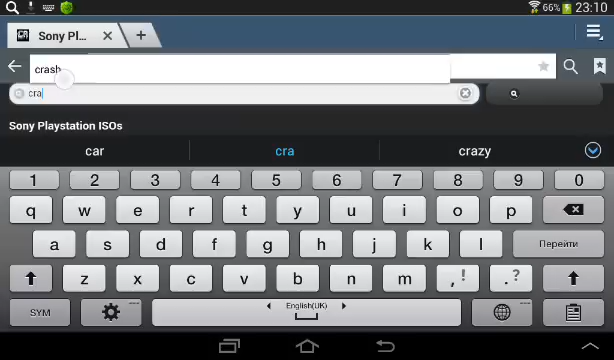 66% 23:10
Sony Pl...
crash
cra
Sony Playstation ISOs
car cra crazy
1 2 3 4 5 6 7 8 9 0
q w e r t y u i o p
a s d f g h j k l Перейти
z x c v b n m ,! .?
SYM English(UK)